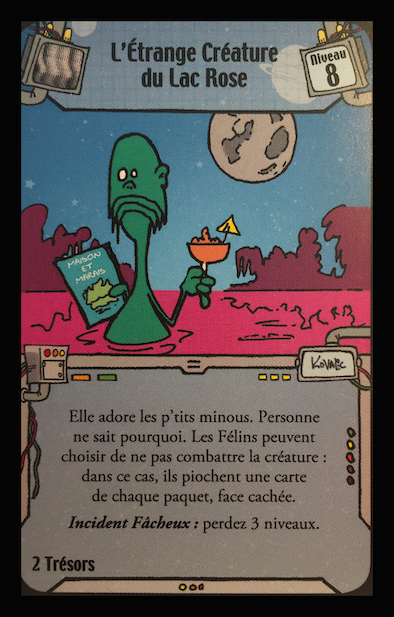 L'Étrange Créature
du Lac Rose
Niveau
8
MAISON
ET
MARAIS
KOVALIC
Elle adore les p'tits minous. Personne
ne sait pourquoi. Les Félins peuvent
choisir de ne pas combattre la créature :
dans ce cas, ils piochent une carte
de chaque paquet, face cachée.
Incident Fâcheux : perdez 3 niveaux.
2 Trésors